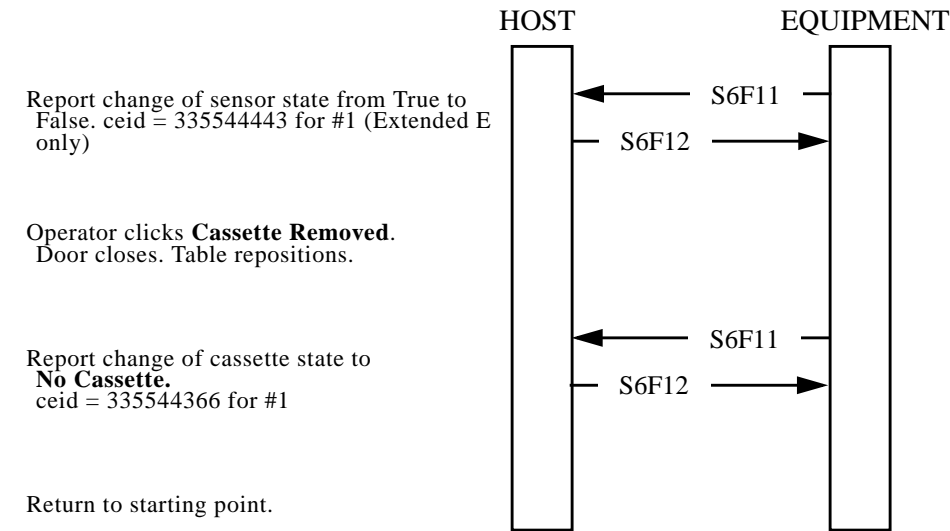 HOST
EQUIPMENT
Report change of sensor state from True to
False. ceid = 335544443 for #1 (Extended E
only)
S6F11
S6F12
Operator clicks Cassette Removed.
Door closes. Table repositions.
Report change of cassette state to
No Cassette.
ceid = 335544366 for #1
S6F11
S6F12
Return to starting point.